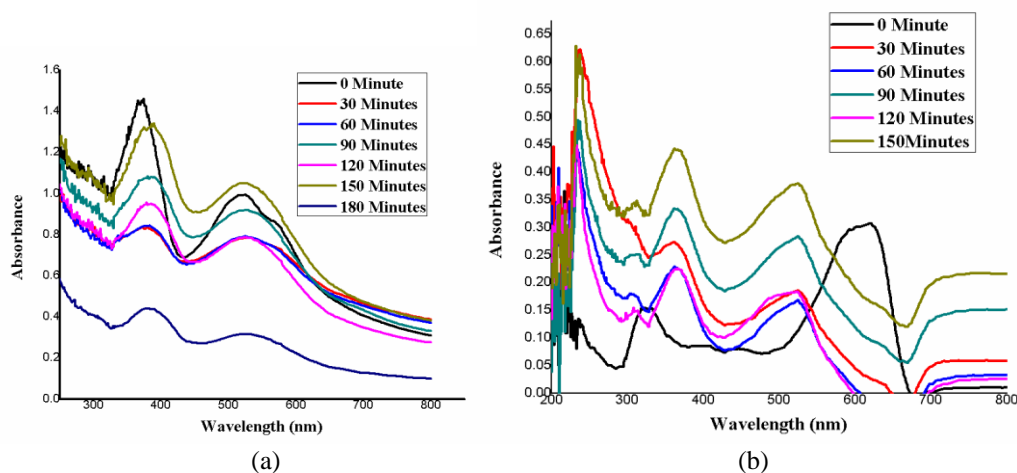 1.6
1.4
1.2
1.0
0.8
0.6
0.4
0.2
0.0
300 400 500 600 700 800
Absorbance
Wavelength (nm)
0 Minute
30 Minutes
60 Minutes
90 Minutes
120 Minutes
150 Minutes
180 Minutes
(a)
b)
0.65
0.60
0.55
0.50
0.45
0.40
0.35
0.30
0.25
0.20
0.15
0.10
0.05
0.00
200 300 400 500 600 700 800
Absorbance
Wavelength (nm)
0 Minute
30 Minutes
60 Minutes
90 Minutes
120 Minutes
150Minutes
(b)